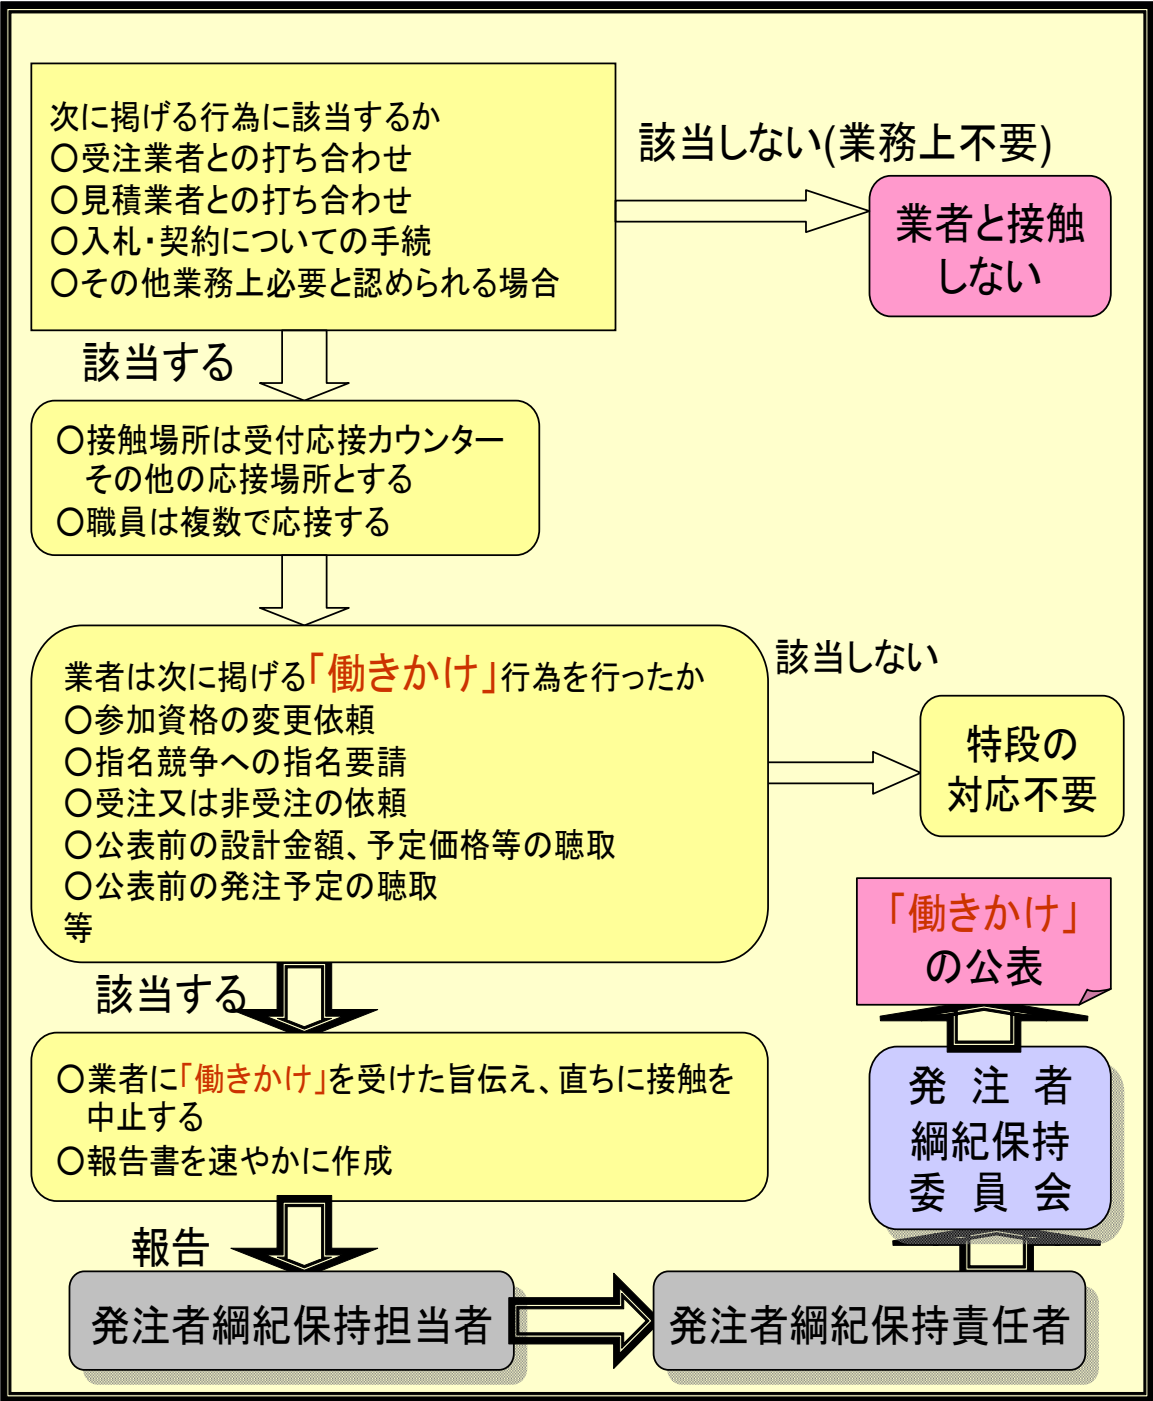 次に掲げる行為に該当するか
○受注業者との打ち合わせ
○見積業者との打ち合わせ
○入札・契約についての手続
○その他業務上必要と認められる場合
該当しない(業務上不要)
業者と接触
しない
該当する
○接触場所は受付応接カウンター
その他の応接場所とする
○職員は複数で応接する
業者は次に掲げる「働きかけ」行為を行ったか
○参加資格の変更依頼
○指名競争への指名要請
○受注又は非受注の依頼
○公表前の設計金額、予定価格等の聴取
○公表前の発注予定の聴取
等
該当しない
特段の
対応不要
該当する
○業者に「働きかけ」を受けた旨伝え、直ちに接触を
中止する
○報告書を速やかに作成
報告
発注者綱紀保持担当者
発注者綱紀保持責任者
発 注 者
綱紀保持
委 員 会
「働きかけ」
の公表